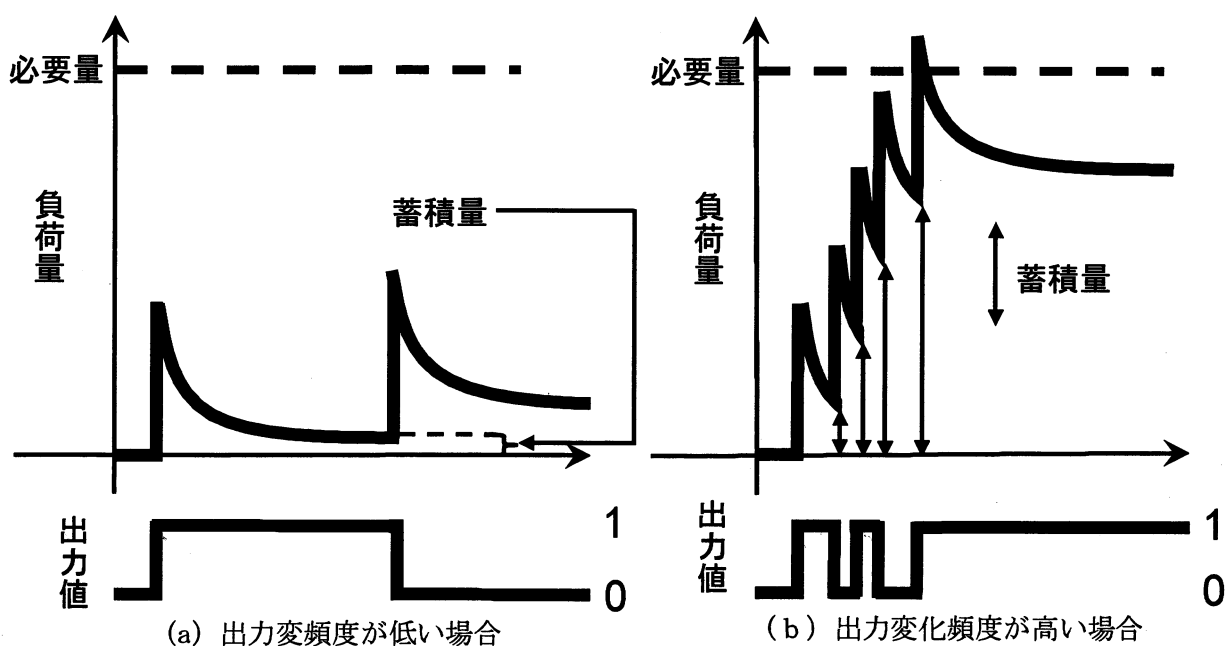 必要量
負荷量
蓄積量
出力値
1
0
(a) 出力変頻度が低い場合
必要量
負荷量
蓄積量
出力値
1
0
(b) 出力変化頻度が高い場合